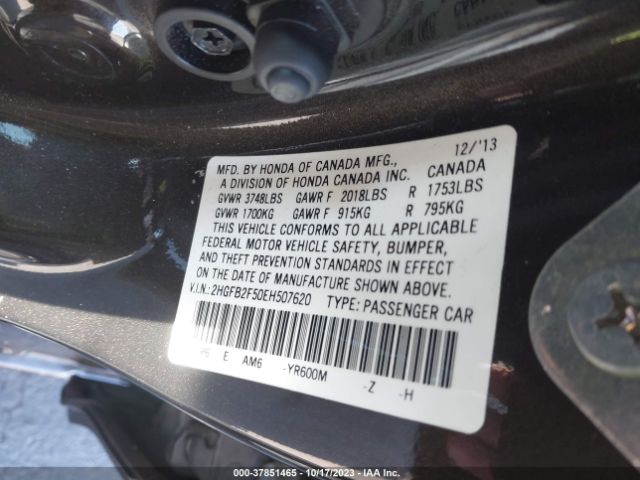 12/'13
MFD. BY HONDA OF CANADA MFG.,
A DIVISION OF HONDA CANADA INC. CANADA
GVWR 3748LBS GAWR F 2018LBS R 1753LBS
GVWR 1700KG GAWR F 915KG R 795KG
THIS VEHICLE CONFORMS TO ALL APPLICABLE
FEDERAL MOTOR VEHICLE SAFETY, BUMPER,
AND THEFT PREVENTION STANDARDS IN EFFECT
ON THE DATE OF MANUFACTURE SHOWN ABOVE.
V.I.N.:2HGFB2F50EH507620 TYPE: PASSENGER CAR
E AM6 -YR600M -Z -H
000-37851465 - 10/17/2023 - IAA Inc.